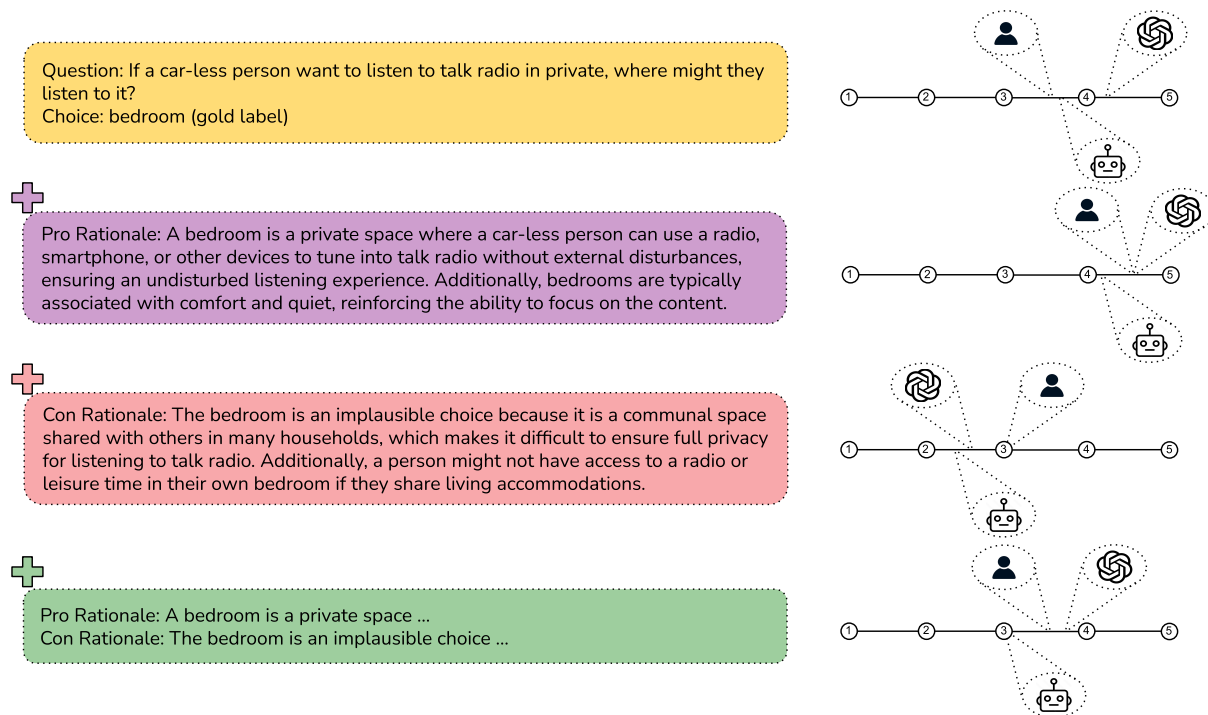 Question: If a car-less person want to listen to talk radio in private, where might they
listen to it?
Choice: bedroom (gold label)
1 2 3 4 5
Pro Rationale: A bedroom is a private space where a car-less person can use a radio,
smartphone, or other devices to tune into talk radio without external disturbances,
ensuring an undisturbed listening experience. Additionally, bedrooms are typically
associated with comfort and quiet, reinforcing the ability to focus on the content.
1 2 3 4 5
Con Rationale: The bedroom is an implausible choice because it is a communal space
shared with others in many households, which makes it difficult to ensure full privacy
for listening to talk radio. Additionally, a person might not have access to a radio or
leisure time in their own bedroom if they share living accommodations.
1 2 3 4 5
Pro Rationale: A bedroom is a private space ...
Con Rationale: The bedroom is an implausible choice ...
1 2 3 4 5